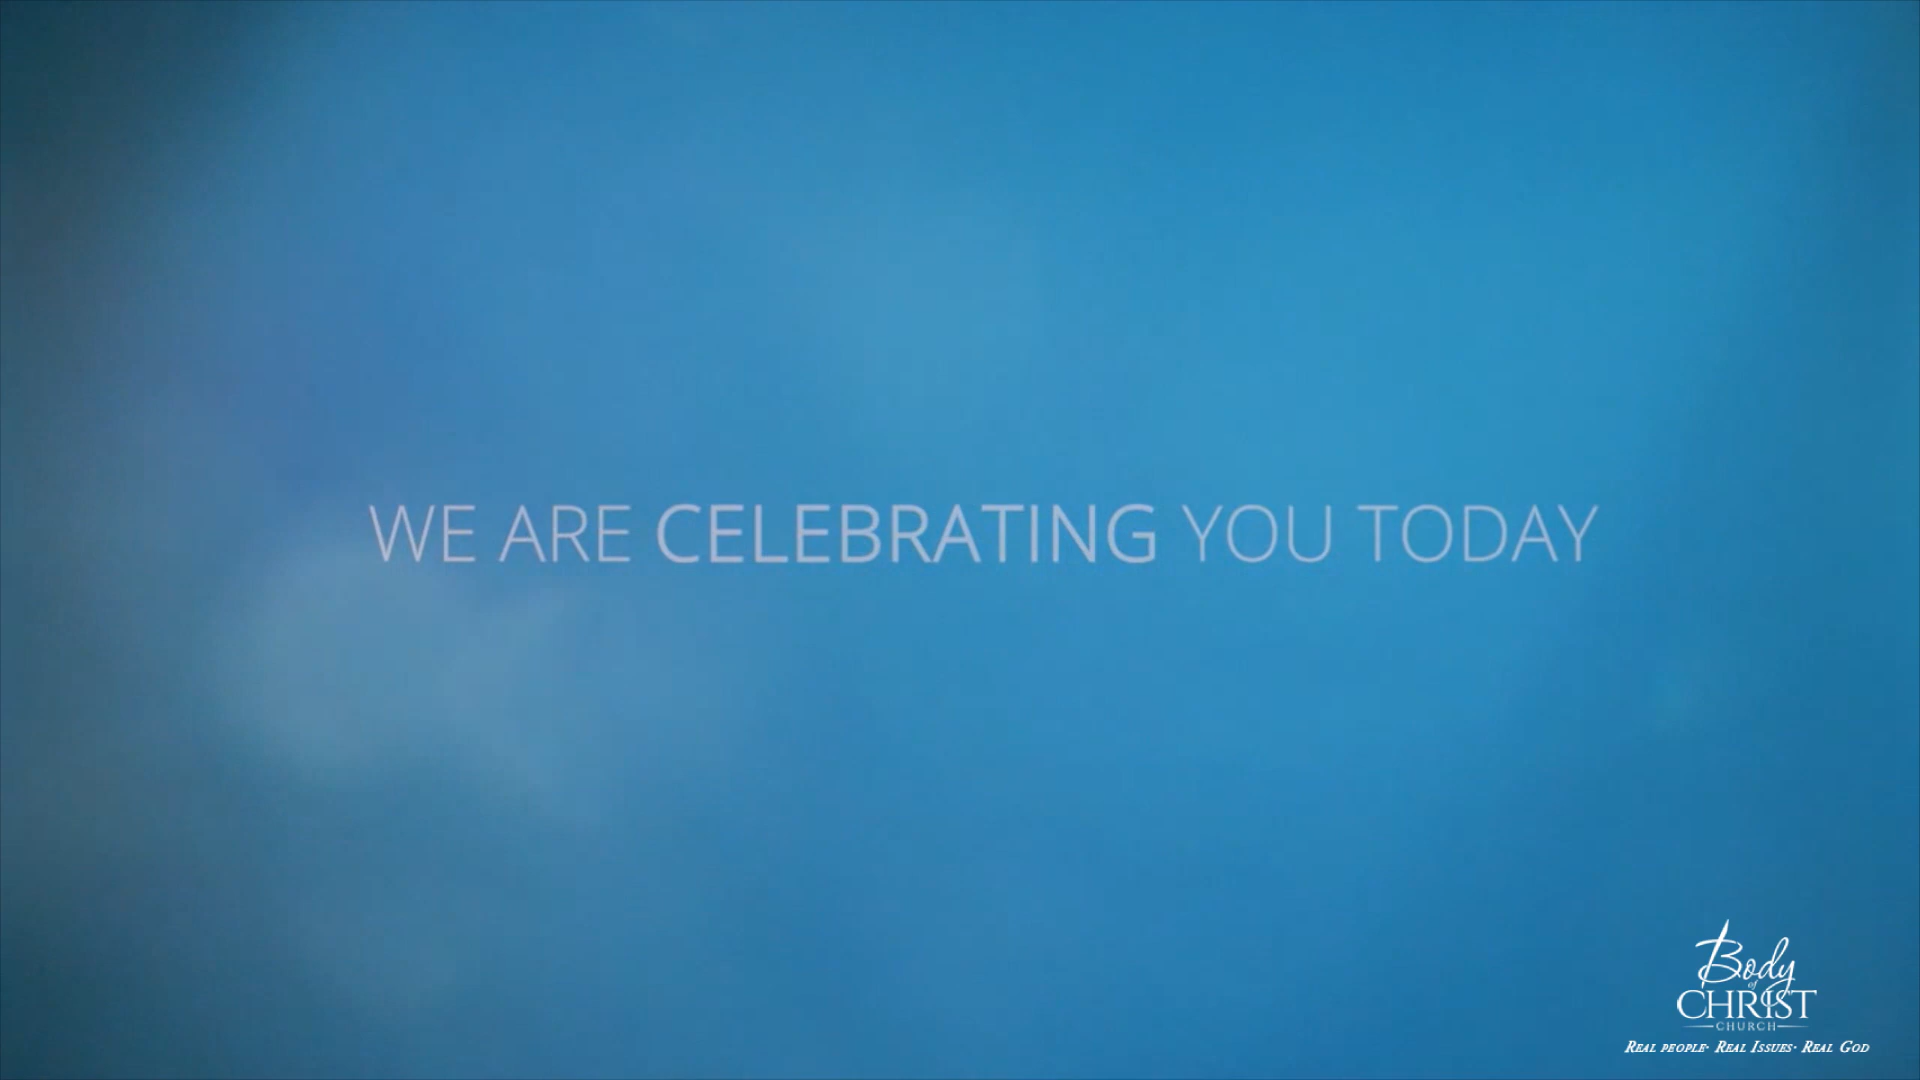 WE ARE CELEBRATING YOU TODAY
Body
of
CHRIST
CHURCH
REAL PEOPLE· REAL ISSUES· REAL GOD